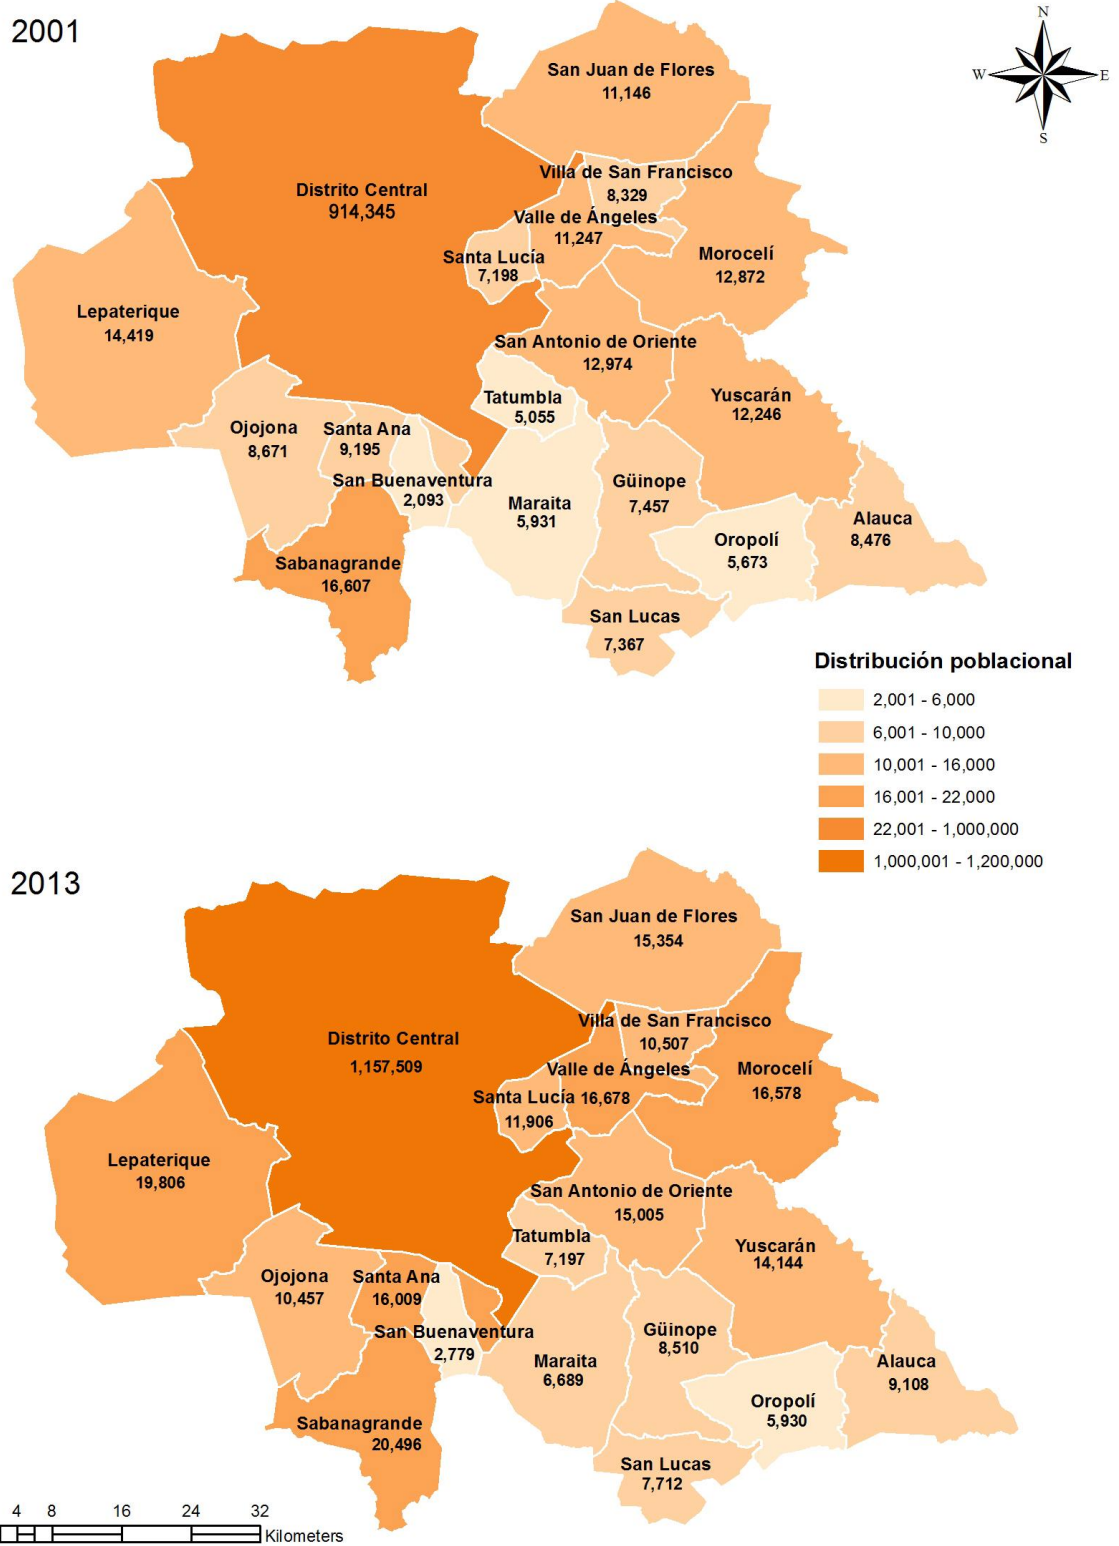 2001
N
W
E
S
San Juan de Flores
11,146
Villa de San Francisco
8,329
Distrito Central
914,345
Valle de Ángeles
11,247
Santa Lucía
7,198
Morocelí
12,872
Lepaterique
14,419
San Antonio de Oriente
12,974
Tatumbla
5,055
Yuscarán
12,246
Ojojona
8,671
Santa Ana
9,195
San Buenaventura
2,093
Maraita
5,931
Güinope
7,457
Alauca
8,476
Oropolí
5,673
Sabanagrande
16,607
San Lucas
7,367
Distribución poblacional
2,001 - 6,000
6,001 - 10,000
10,001 - 16,000
16,001 - 22,000
22,001 - 1,000,000
1,000,001 - 1,200,000
2013
San Juan de Flores
15,354
Villa de San Francisco
10,507
Distrito Central
1,157,509
Valle de Ángeles
16,678
Morocelí
16,578
Santa Lucía
11,906
Lepaterique
19,806
San Antonio de Oriente
15,005
Tatumbla
7,197
Yuscarán
14,144
Ojojona
10,457
Santa Ana
16,009
San Buenaventura
2,779
Güinope
8,510
Maraita
6,689
Alauca
9,108
Oropolí
5,930
Sabanagrande
20,496
San Lucas
7,712
4 8 16 24 32
Kilometers